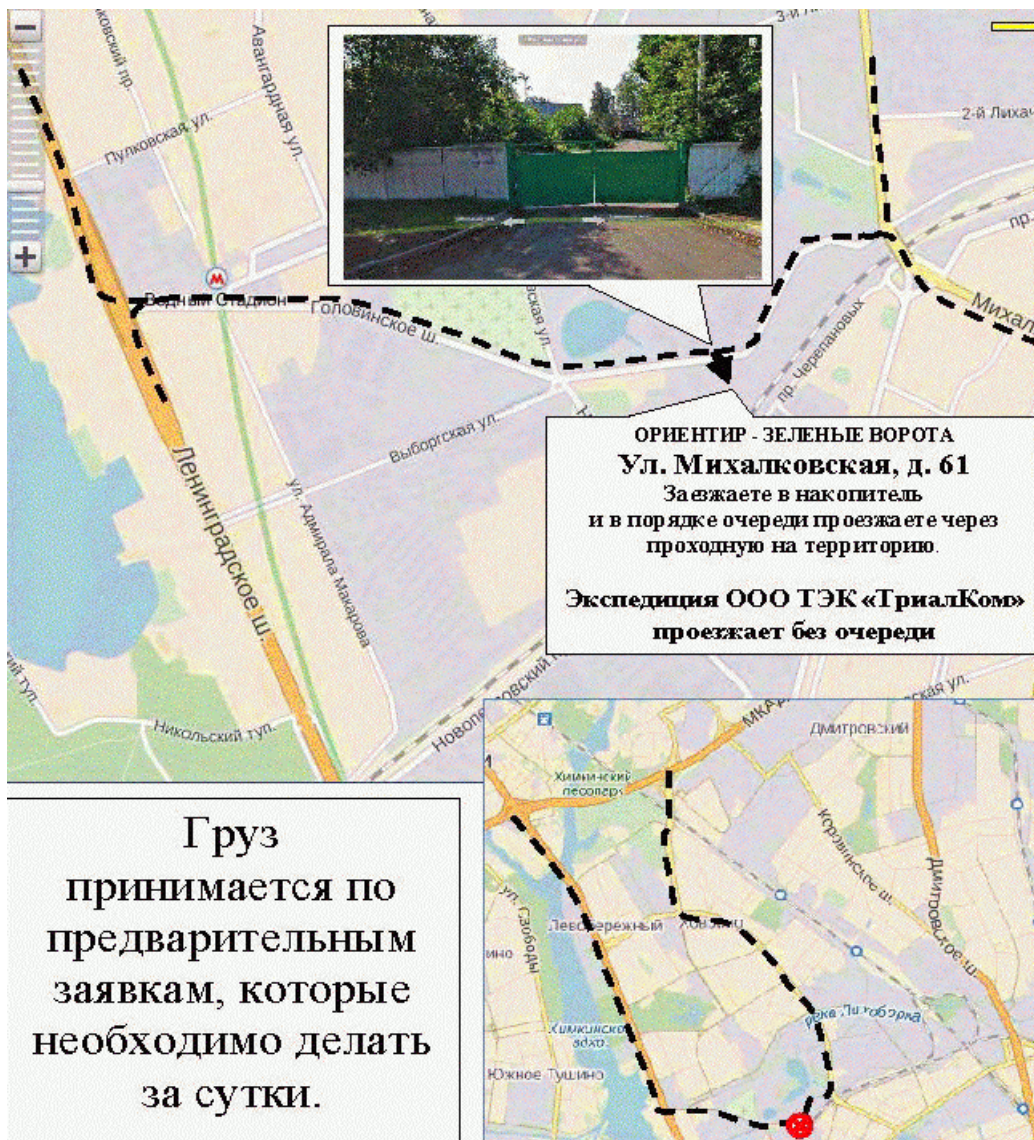 3-й Ли
Авангардная ул.
2-й Лихач
Пулковская ул.
пр.
М
Водный Стадион
Головинское ш.
вская ул.
Михалк
пр. Черепановых
Выборгская ул.
Ленинградское ш.
ул. Адмирала Макарова
Никольский туп.
ОРИЕНТИР - ЗЕЛЕНЫЕ ВОРОТА
Ул. Михалковская, д. 61
Заезжаете в накопитель
и в порядке очереди проезжаете через
проходную на территорию.
Экспедиция ООО ТЭК «ТриалКом»
проезжает без очереди
МКАД
Дмитровский
Химкинский
лесопарк
Коровинское ш.
Дмитровское ш.
ул. Свободы
Левобережный
Ховрино
река Лихоборка
Химкинское
вдхр.
Южное Тушино
Груз
принимается по
предварительным
заявкам, которые
необходимо делать
за сутки.